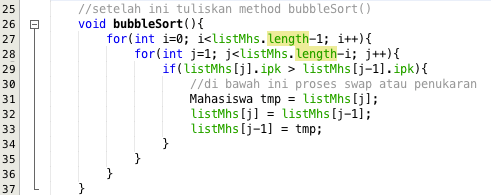 25 //setelah ini tuliskan method bubbleSort()
26 void bubbleSort(){
27 for(int i=0; i<listMhs.length-1; i++){
28 for(int j=1; j<listMhs.length-i; j++){
29 if(listMhs[j].ipk > listMhs[j-1].ipk){
30 //di bawah ini proses swap atau penukaran
31 Mahasiswa tmp = listMhs[j];
32 listMhs[j] = listMhs[j-1];
33 listMhs[j-1] = tmp;
34 }
35 }
36 }
37 }